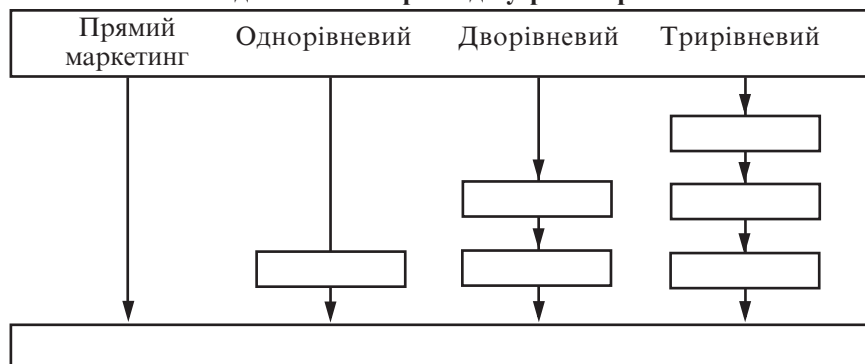 Прямий
маркетинг
Однорівневий
Дворівневий
Трирівневий